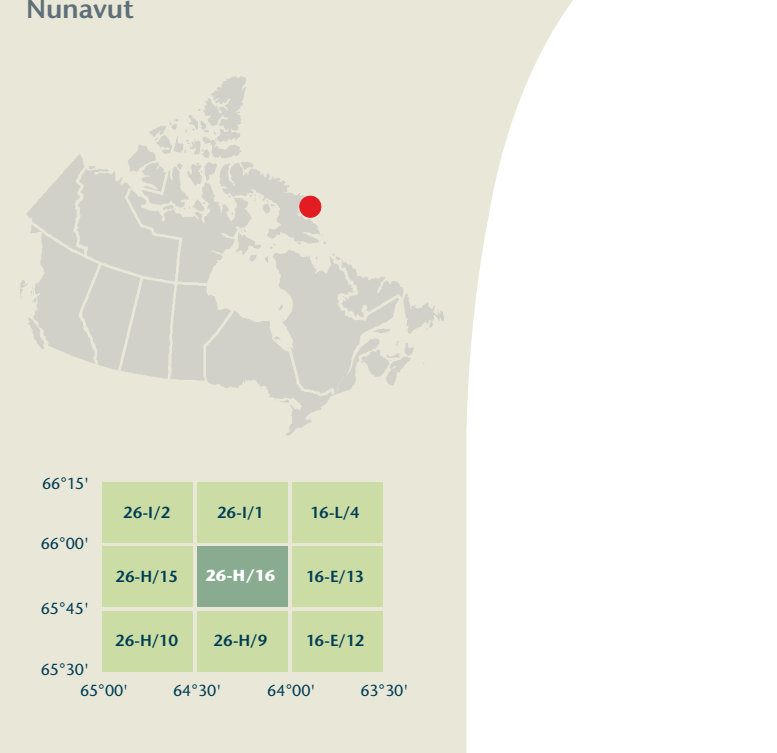 Nunavut
66°15'
26-I/2 26-I/1 16-L/4
66°00'
26-H/15 26-H/16 16-E/13
65°45'
26-H/10 26-H/9 16-E/12
65°30'
65°00' 64°30' 64°00' 63°30'